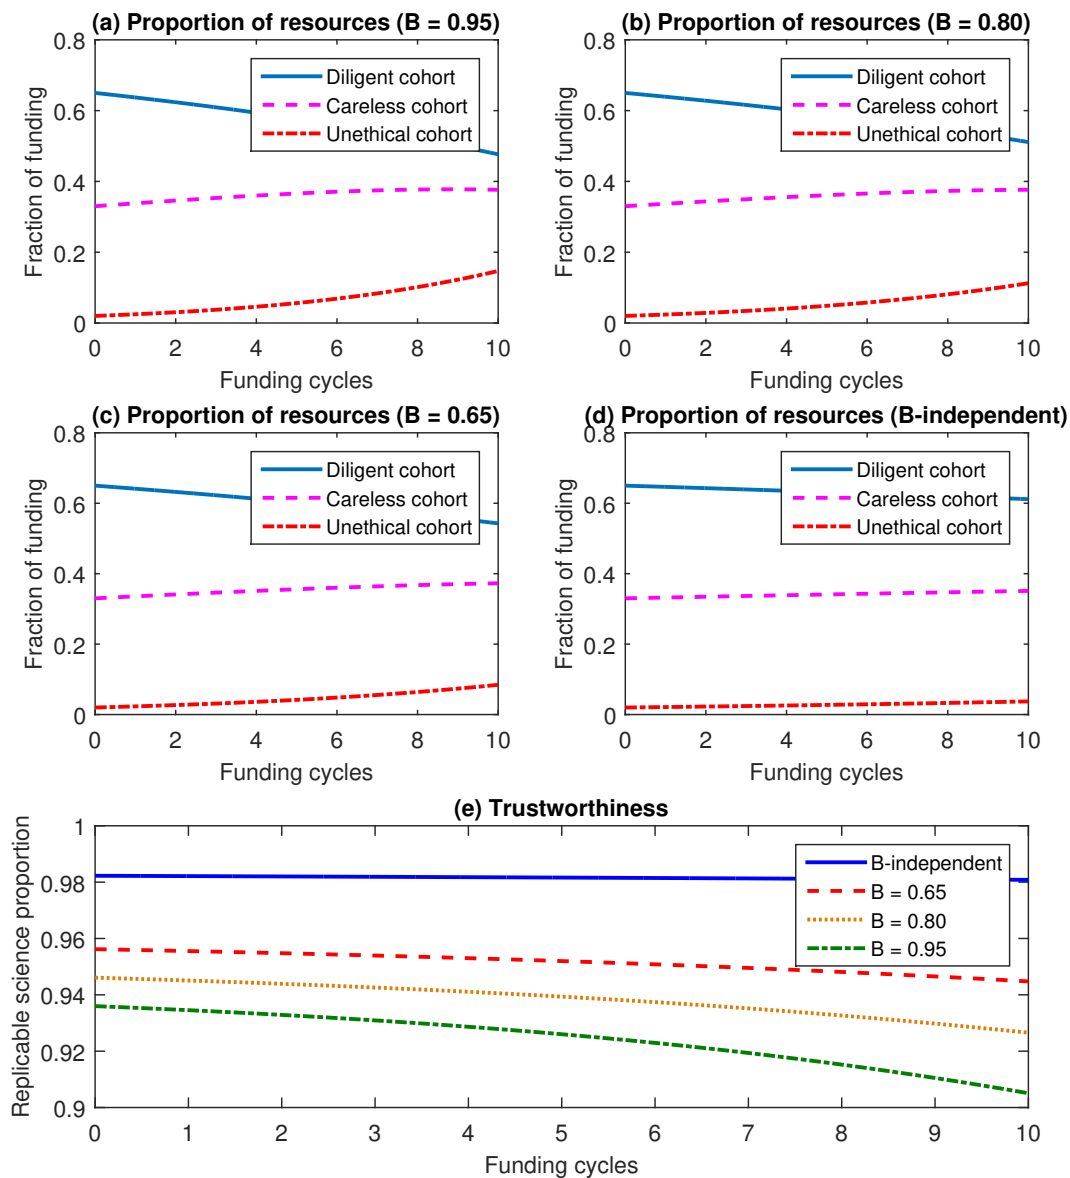 (a) Proportion of resources (B = 0.95)
0.8
0.6
0.4
0.2
0
Fraction of funding
Diligent cohort
Careless cohort
Unethical cohort
0 2 4 6 8 10
Funding cycles
(b) Proportion of resources (B = 0.80)
0.8
0.6
0.4
0.2
0
Fraction of funding
Diligent cohort
Careless cohort
Unethical cohort
0 2 4 6 8 10
Funding cycles
(c) Proportion of resources (B = 0.65)
0.8
0.6
0.4
0.2
0
Fraction of funding
Diligent cohort
Careless cohort
Unethical cohort
0 2 4 6 8 10
Funding cycles
(d) Proportion of resources (B-independent)
0.8
0.6
0.4
0.2
0
Fraction of funding
Diligent cohort
Careless cohort
Unethical cohort
0 2 4 6 8 10
Funding cycles
(e) Trustworthiness
1
0.98
0.96
0.94
0.92
0.9
Replicable science proportion
B-independent
B = 0.65
B = 0.80
B = 0.95
0 1 2 3 4 5 6 7 8 9 10
Funding cycles